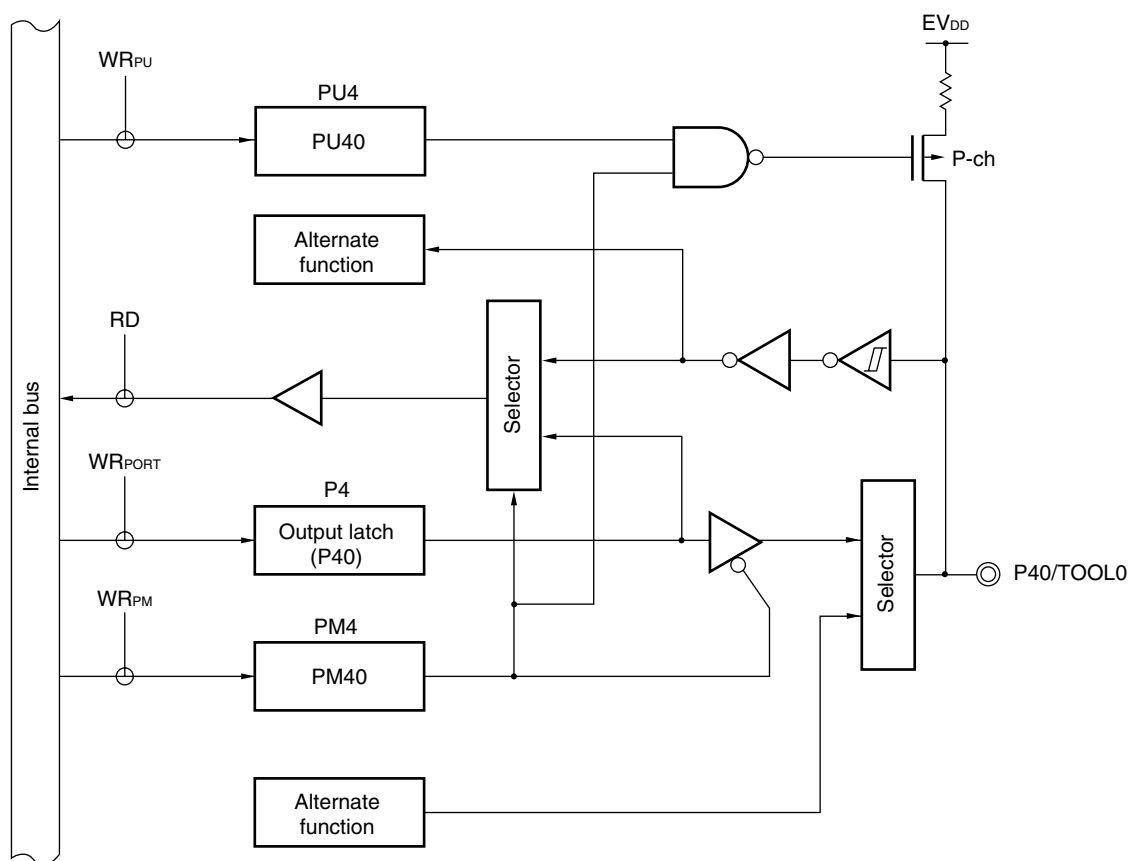 EVDD
WRPU
PU4
PU40
P-ch
Alternate
function
RD
Selector
Internal bus
WRPORT
P4
Output latch
(P40)
Selector
P40/TOOL0
WRPM
PM4
PM40
Alternate
function